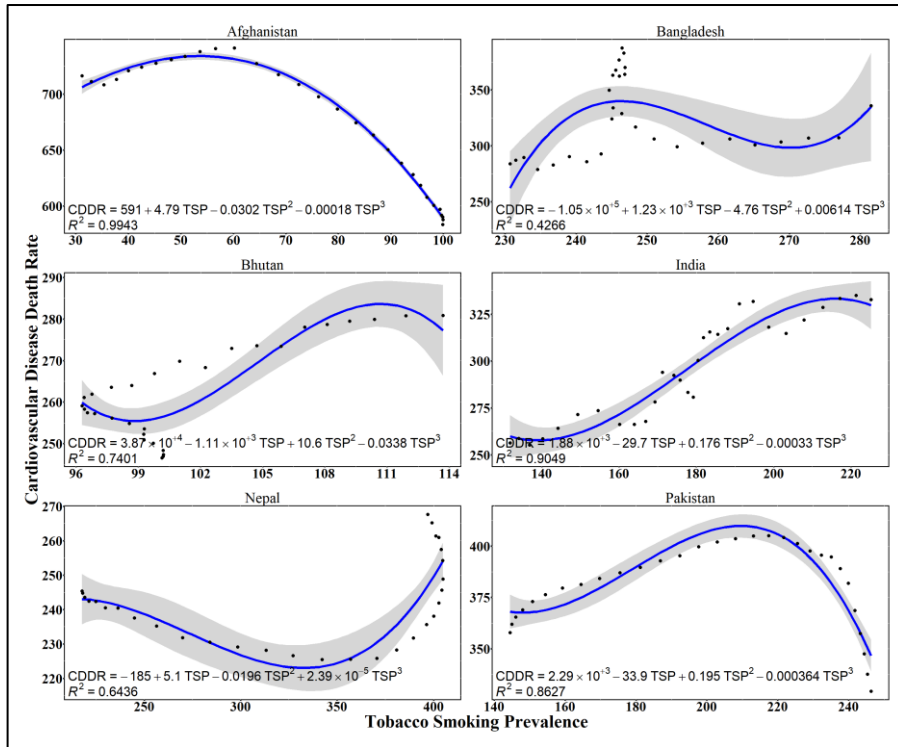 Afghanistan
Bangladesh
700
650
600
CDDR = 591 + 4.79 TSP − 0.0302 TSP² − 0.00018 TSP³
R² = 0.9943
30 40 50 60 70 80 90 100
350
300
250
CDDR = −1.05 × 10⁺⁵ + 1.23 × 10⁺³ TSP − 4.76 TSP² + 0.00614 TSP³
R² = 0.4266
230 240 250 260 270 280
Cardiovascular Disease Death Rate
Bhutan
India
290
280
270
260
250
CDDR = 3.87 × 10⁺⁴ − 1.11 × 10⁺³ TSP + 10.6 TSP² − 0.0338 TSP³
R² = 0.7401
96 99 102 105 108 111 114
325
300
275
250
CDDR = 1.88 × 10⁺³ − 29.7 TSP + 0.176 TSP² − 0.00033 TSP³
R² = 0.9049
140 160 180 200 220
Nepal
Pakistan
270
260
250
240
230
220
CDDR = −185 + 5.1 TSP − 0.0196 TSP² + 2.39 × 10⁻⁵ TSP³
R² = 0.6436
250 300 350 400
400
375
350
CDDR = 2.29 × 10⁺³ − 33.9 TSP + 0.195 TSP² − 0.000364 TSP³
R² = 0.8627
140 160 180 200 220 240
Tobacco Smoking Prevalence